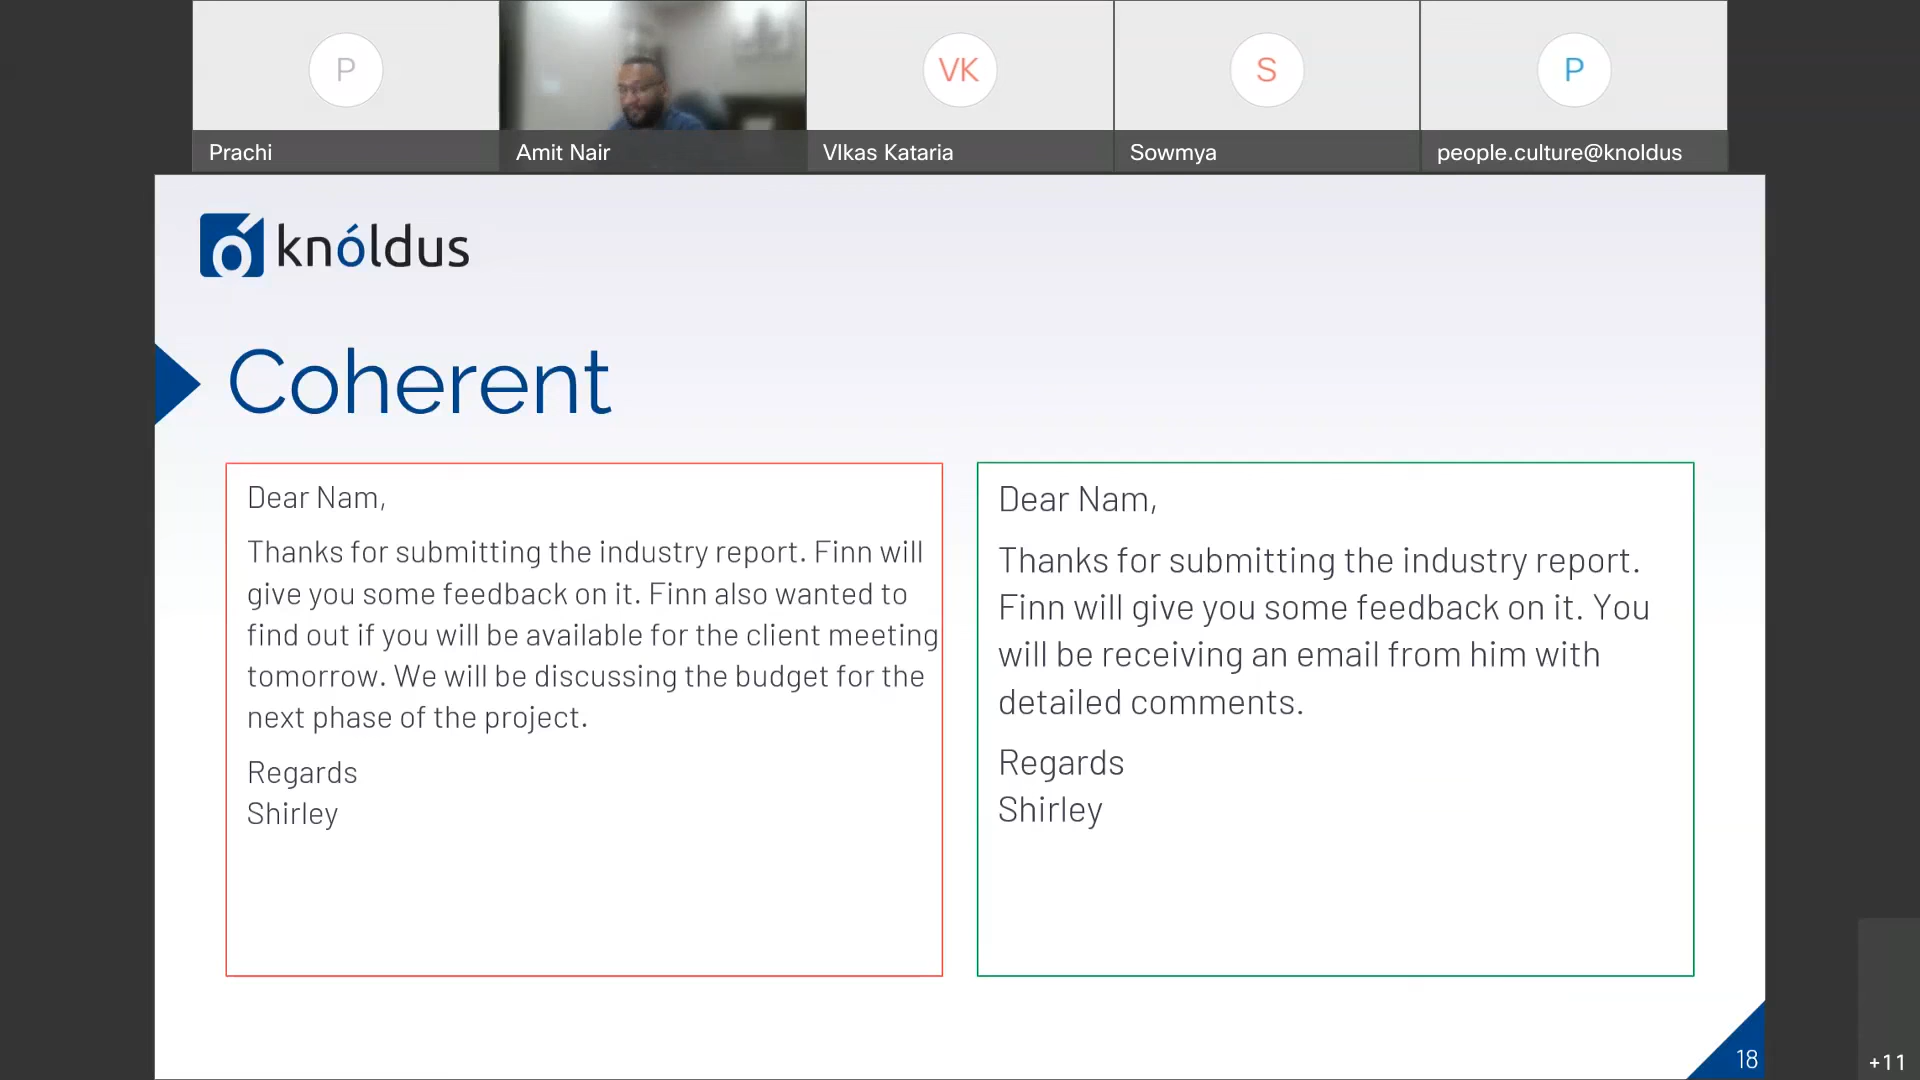 P
VK
S
P
Prachi
Amit Nair
VIkas Kataria
Sowmya
people.culture@knoldus
knóldus
Coherent
Dear Nam,
Thanks for submitting the industry report. Finn will
give you some feedback on it. Finn also wanted to
find out if you will be available for the client meeting
tomorrow. We will be discussing the budget for the
next phase of the project.
Regards
Shirley
Dear Nam,
Thanks for submitting the industry report.
Finn will give you some feedback on it. You
will be receiving an email from him with
detailed comments.
Regards
Shirley
18
+11